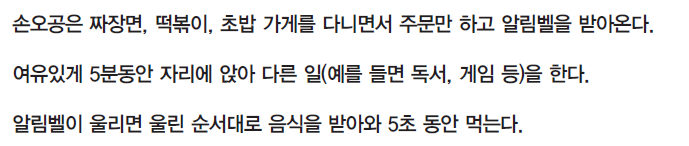 손오공은 짜장면, 떡볶이, 초밥 가게를 다니면서 주문만 하고 알림벨을 받아온다.
여유있게 5분동안 자리에 앉아 다른 일(예를 들면 독서, 게임 등)을 한다.
알림벨이 울리면 울린 순서대로 음식을 받아와 5초 동안 먹는다.